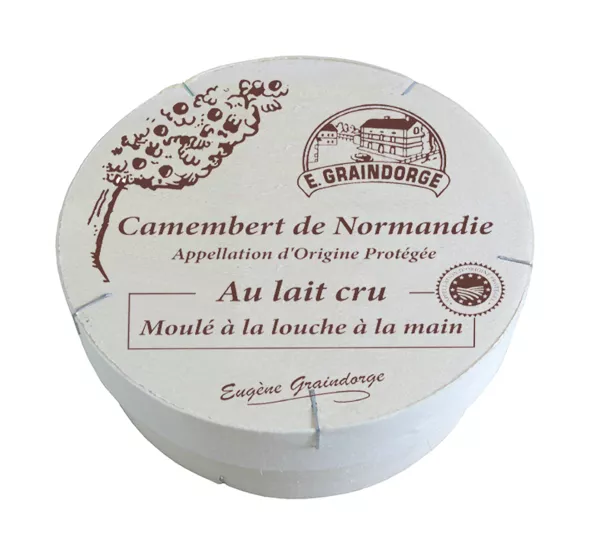 E. GRAINDORGE
Camembert de Normandie
Appellation d'Origine Protégée
Au lait cru
Moulé à la louche à la main
Eugène Graindorge